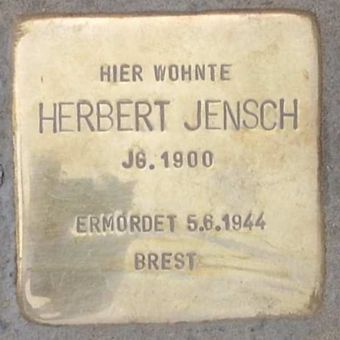 HIER WOHNTE
HERBERT JENSCH
JG. 1900
ERMORDET 5.6.1944
BREST